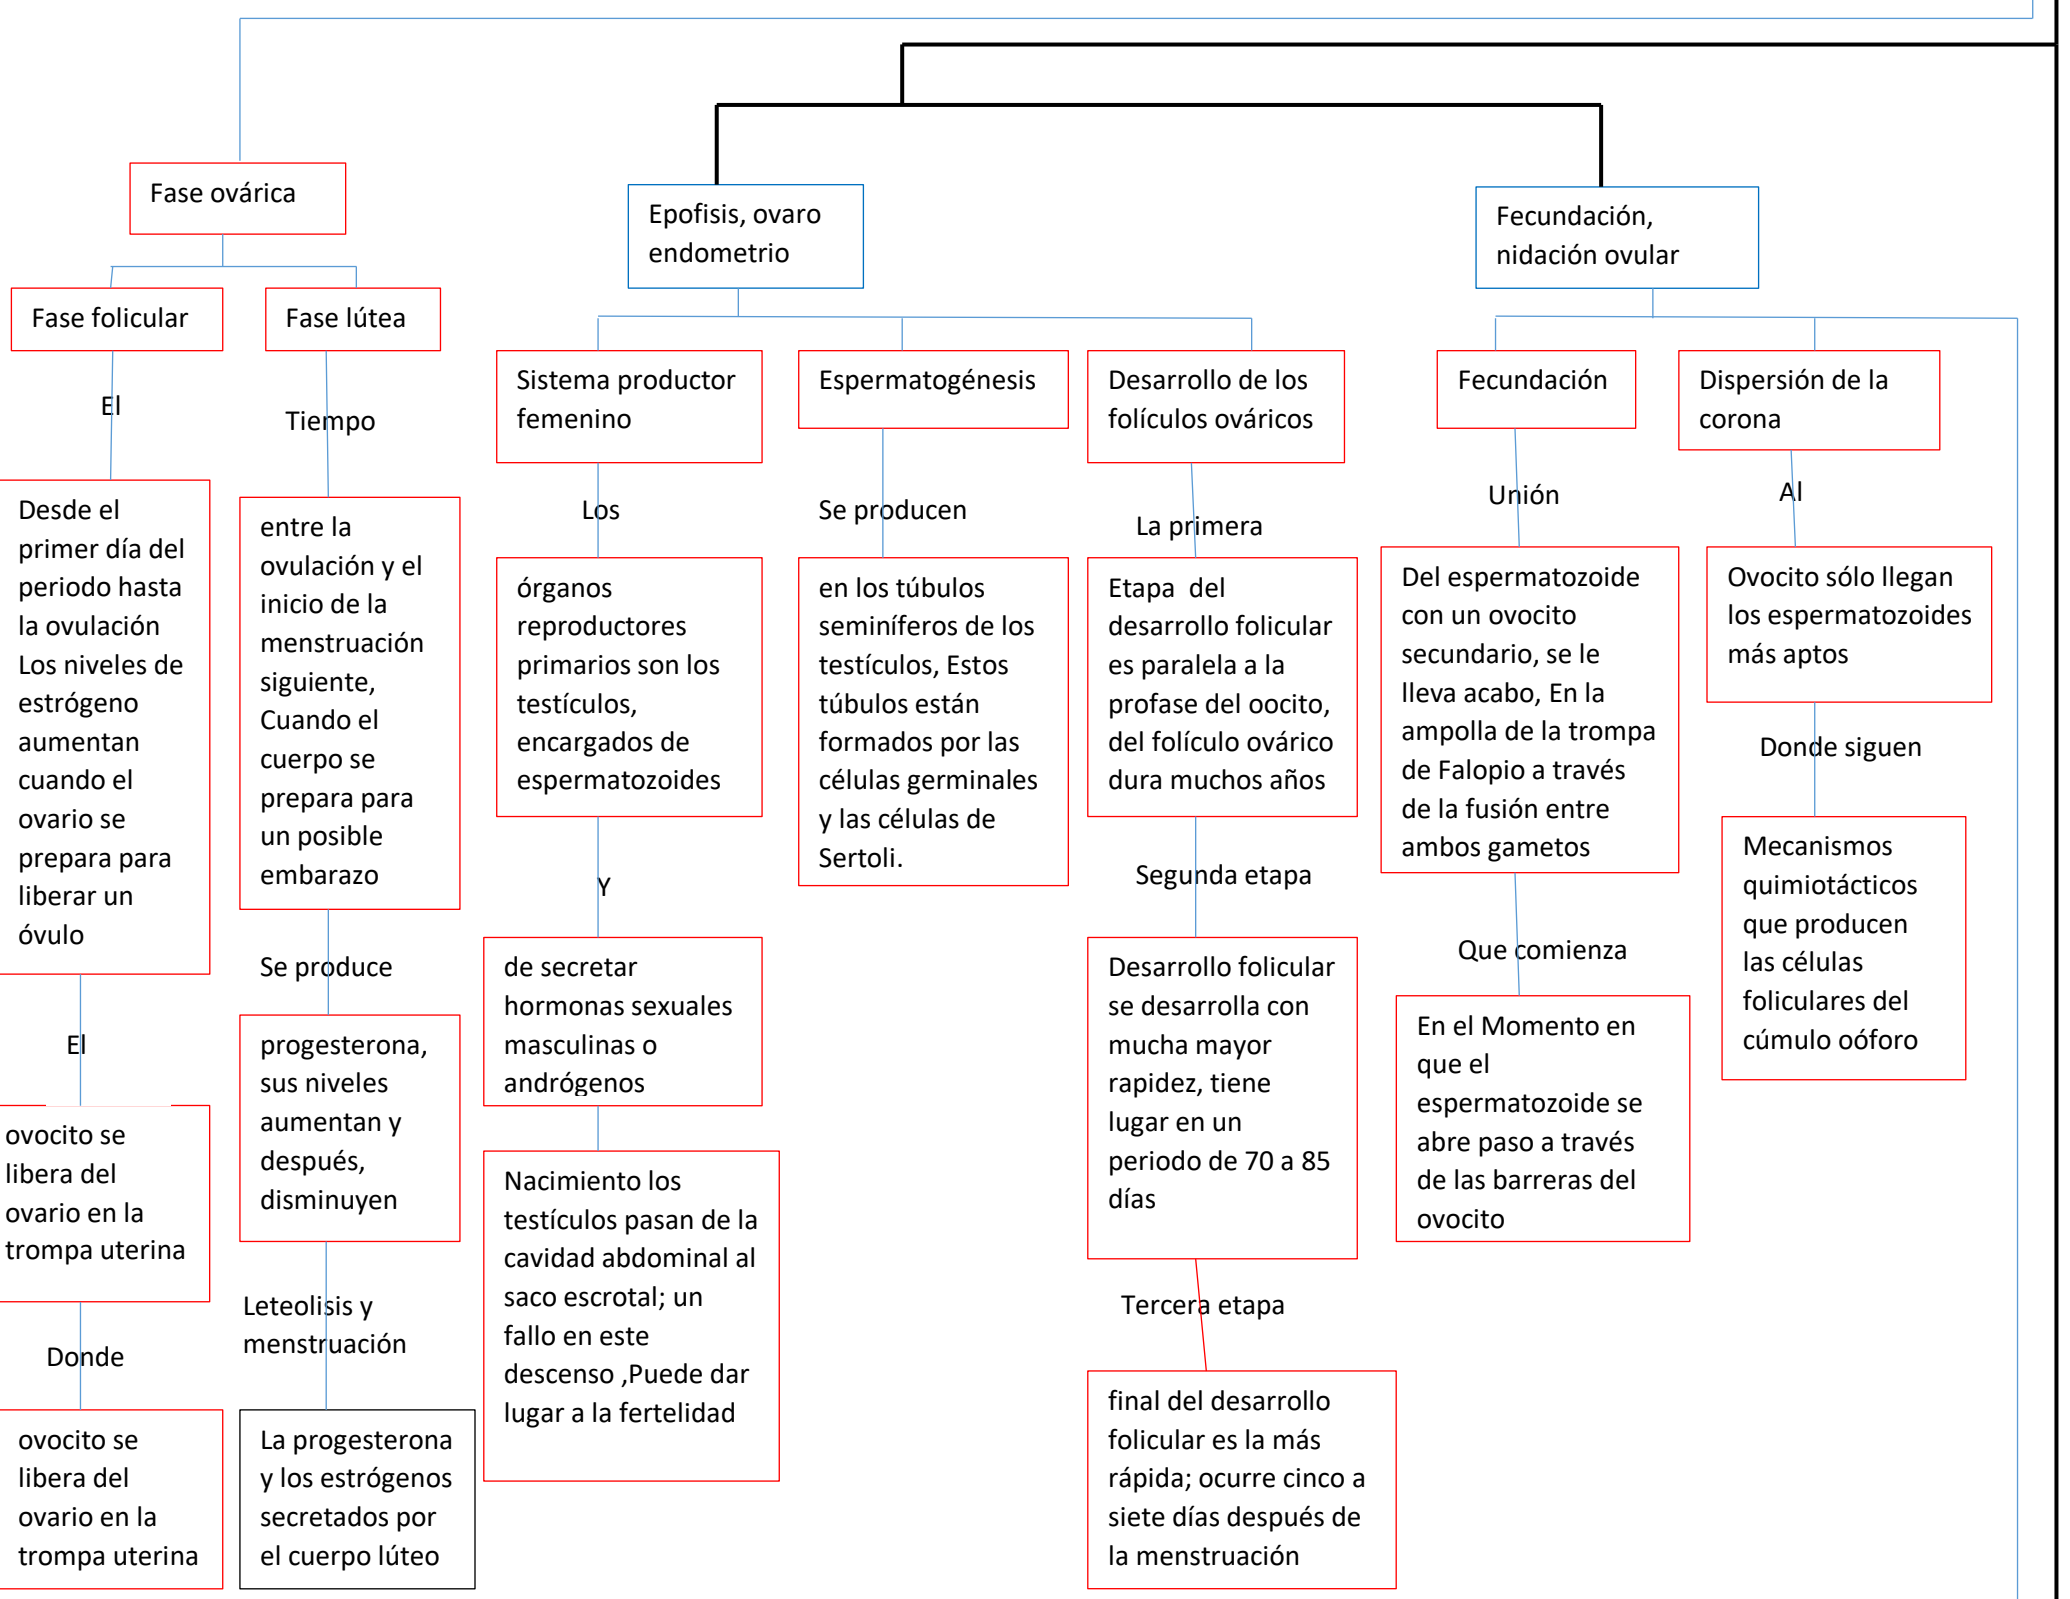 Fase ovárica
Fase folicular
El
Desde el
primer día del
periodo hasta
la ovulación
Los niveles de
estrógeno
aumentan
cuando el
ovario se
prepara para
liberar un
óvulo
El
ovocito se
libera del
ovario en la
trompa uterina
Donde
ovocito se
libera del
ovario en la
trompa uterina
Fase lútea
Tiempo
entre la
ovulación y el
inicio de la
menstruación
siguiente,
Cuando el
cuerpo se
prepara para
un posible
embarazo
Se produce
progesterona,
sus niveles
aumentan y
después,
disminuyen
Leteolisis y
menstruación
La progesterona
y los estrógenos
secretados por
el cuerpo lúteo
Epofisis, ovaro
endometrio
Sistema productor
femenino
Los
órganos
reproductores
primarios son los
testículos,
encargados de
espermatozoides
Y
de secretar
hormonas sexuales
masculinas o
andrógenos
Nacimiento los
testículos pasan de la
cavidad abdominal al
saco escrotal; un
fallo en este
descenso ,Puede dar
lugar a la fertelidad
Espermatogénesis
Se producen
en los túbulos
seminíferos de los
testículos, Estos
túbulos están
formados por las
células germinales
y las células de
Sertoli.
Desarrollo de los
folículos ováricos
La primera
Etapa  del
desarrollo folicular
es paralela a la
profase del oocito,
del folículo ovárico
dura muchos años
Segunda etapa
Desarrollo folicular
se desarrolla con
mucha mayor
rapidez, tiene
lugar en un
periodo de 70 a 85
días
Tercera etapa
final del desarrollo
folicular es la más
rápida; ocurre cinco a
siete días después de
la menstruación
Fecundación,
nidación ovular
Fecundación
Unión
Del espermatozoide
con un ovocito
secundario, se le
lleva acabo, En la
ampolla de la trompa
de Falopio a través
de la fusión entre
ambos gametos
Que comienza
En el Momento en
que el
espermatozoide se
abre paso a través
de las barreras del
ovocito
Dispersión de la
corona
Al
Ovocito sólo llegan
los espermatozoides
más aptos
Donde siguen
Mecanismos
quimiotácticos
que producen
las células
foliculares del
cúmulo oóforo